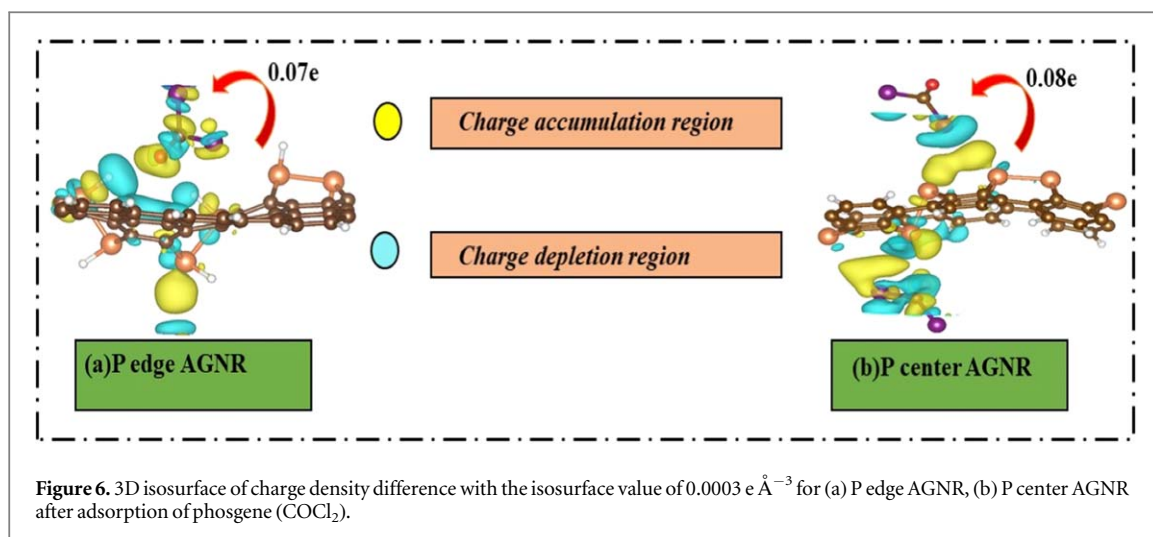 0.07e
0.08e
Charge accumulation region
Charge depletion region
(a)P edge AGNR
(b)P center AGNR
Figure 6. 3D isosurface of charge density difference with the isosurface value of 0.0003 e Å⁻³ for (a) P edge AGNR, (b) P center AGNR
after adsorption of phosgene (COCl₂).